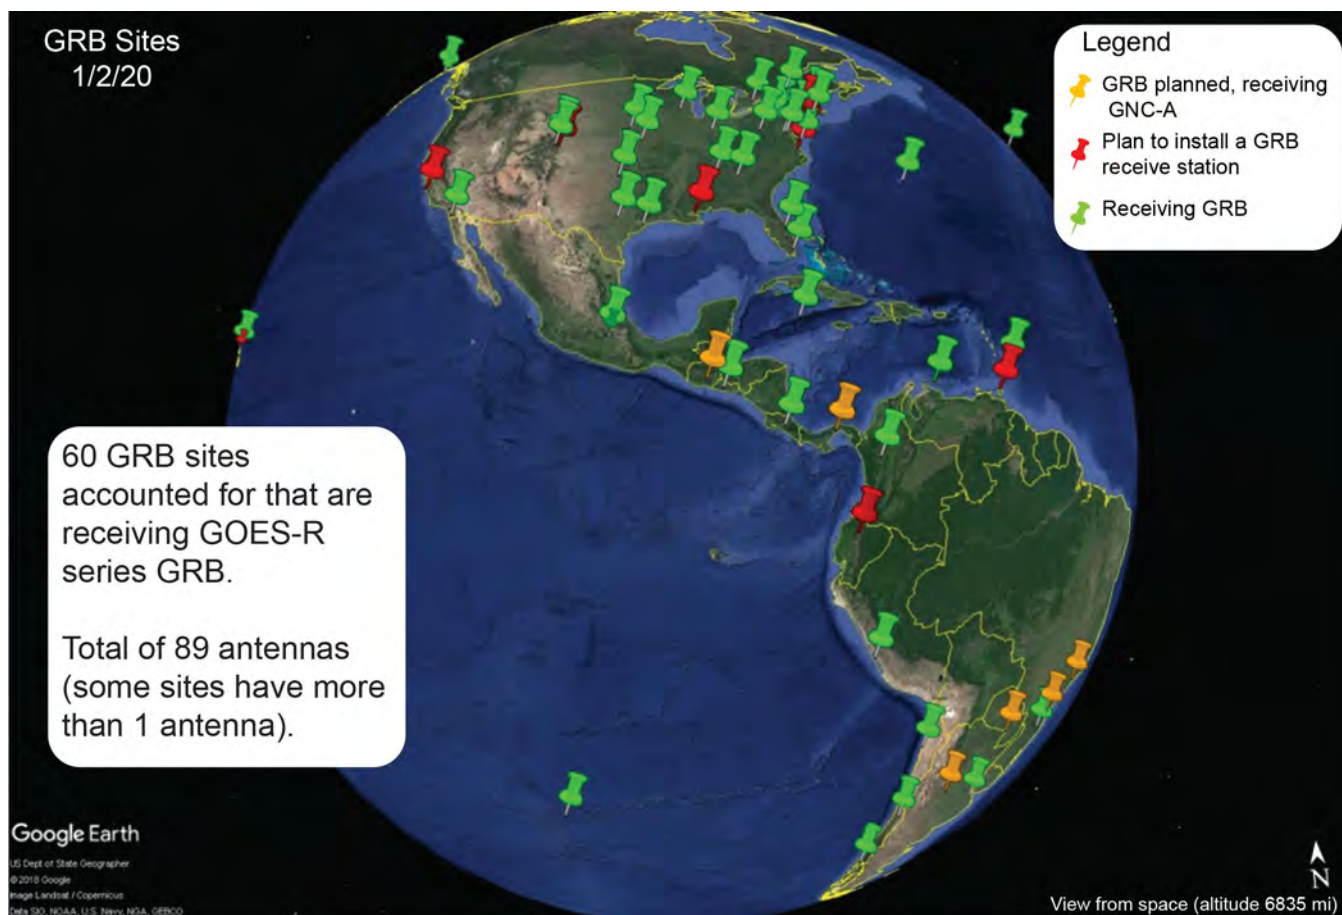 GRB Sites
1/2/20
Legend
GRB planned, receiving
GNC-A
Plan to install a GRB
receive station
Receiving GRB
60 GRB sites
accounted for that are
receiving GOES-R
series GRB.
Total of 89 antennas
(some sites have more
than 1 antenna).
Google Earth
US Dept of State Geographer
© 2018 Google
Image Landsat / Copernicus
Data SIO, NOAA, U.S. Navy, NGA, GEBCO
N
View from space (altitude 6835 mi)